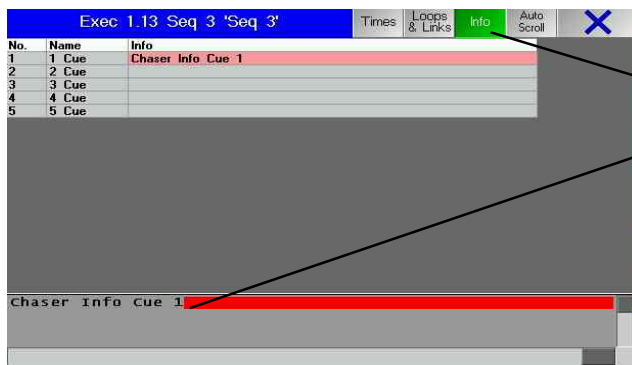 Exec 1.13 Seq 3 'Seq 3'
Times
Loops
& Links
Info
Auto
Scroll
No. Name Info
1 1 Cue Chaser Info Cue 1
2 2 Cue
3 3 Cue
4 4 Cue
5 5 Cue
Chaser Info Cue 1